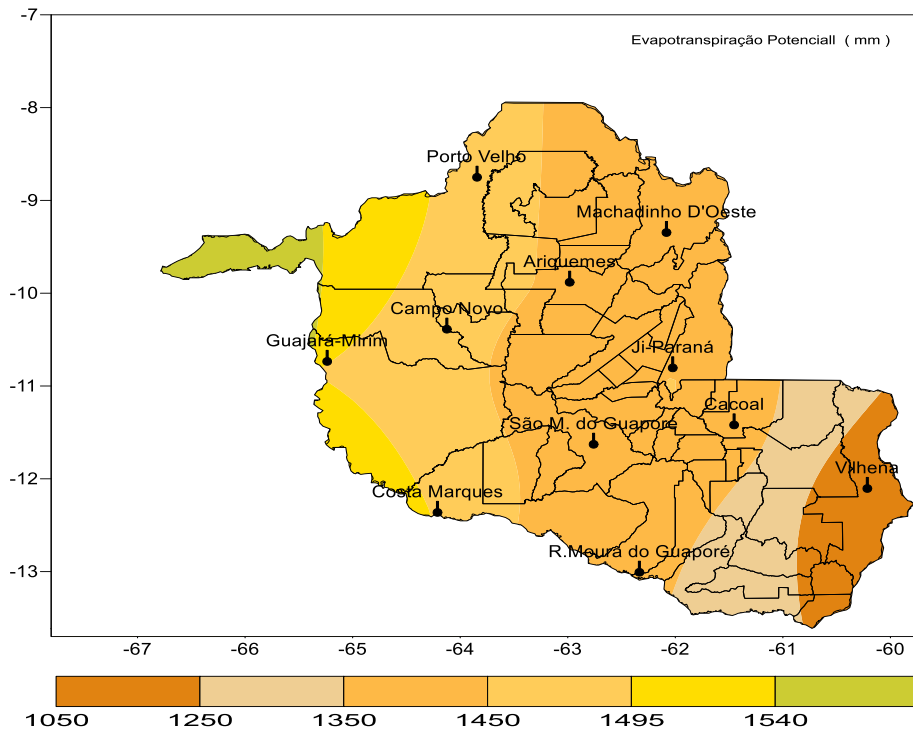 -7
Evapotranspiração Potenciall ( mm )
-8
Porto Velho
-9
Machadinho D'Oeste
Ariquemes
-10
Campo Novo
Guajará-Mirim
Ji-Paraná
-11
Cacoal
São M. do Guaporé
Vilhena
-12
Costa Marques
R.Moura do Guaporé
-13
-67 -66 -65 -64 -63 -62 -61 -60
1050 1250 1350 1450 1495 1540